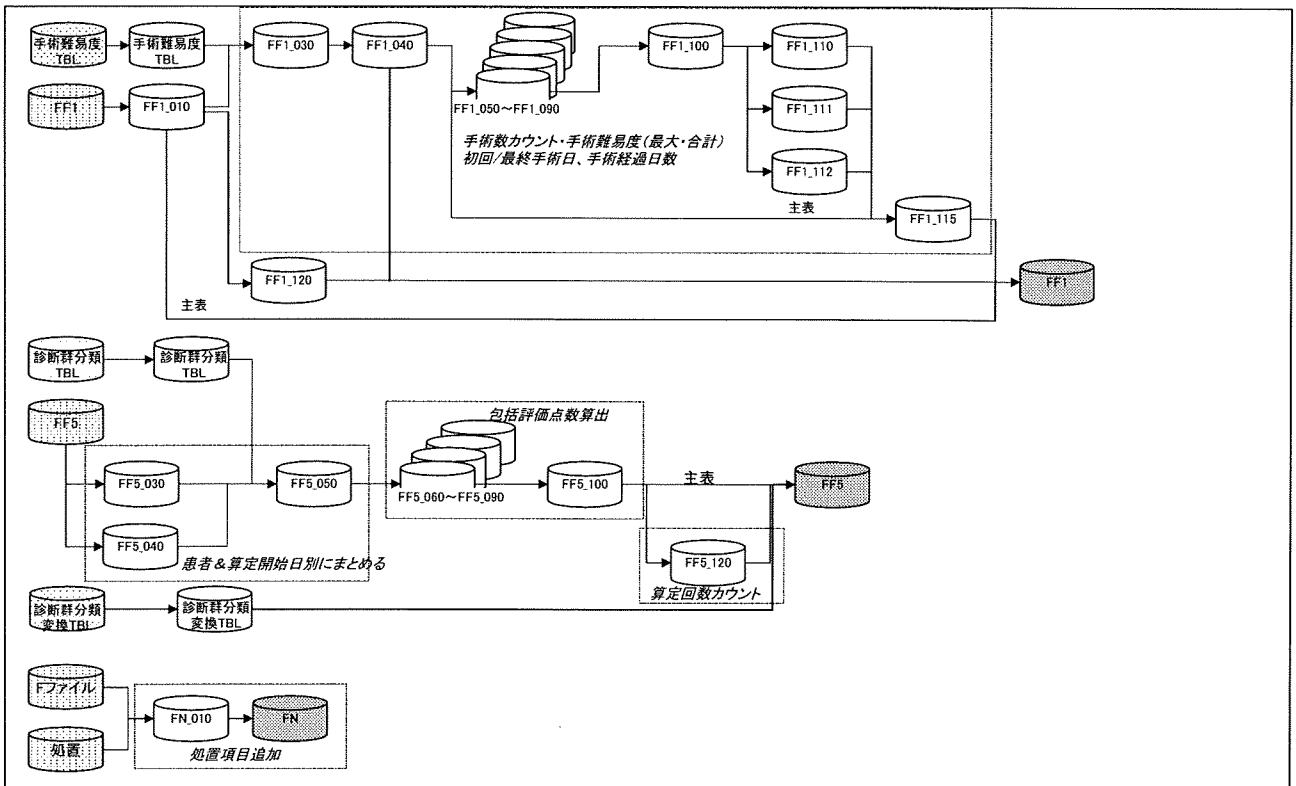 手術難易度
TBL
手術難易度
TBL
FF1_030
FF1_040
FF1_050～FF1_090
FF1_100
FF1_110
FF1
FF1_010
FF1_111
手術数カウント・手術難易度(最大・合計)
初回/最終手術日、手術経過日数
FF1_112
主表
FF1_115
FF1_120
FF1
主表
診断群分類
TBL
診断群分類
TBL
FF5
包括評価点数算出
FF5_030
FF5_050
FF5_060～FF5_090
FF5_100
主表
FF5
FF5_040
患者＆算定開始日別にまとめる
FF5_120
算定回数カウント
診断群分類
変換TBL
診断群分類
変換TBL
Fファイル
FN_010
FN
処置
処置項目追加